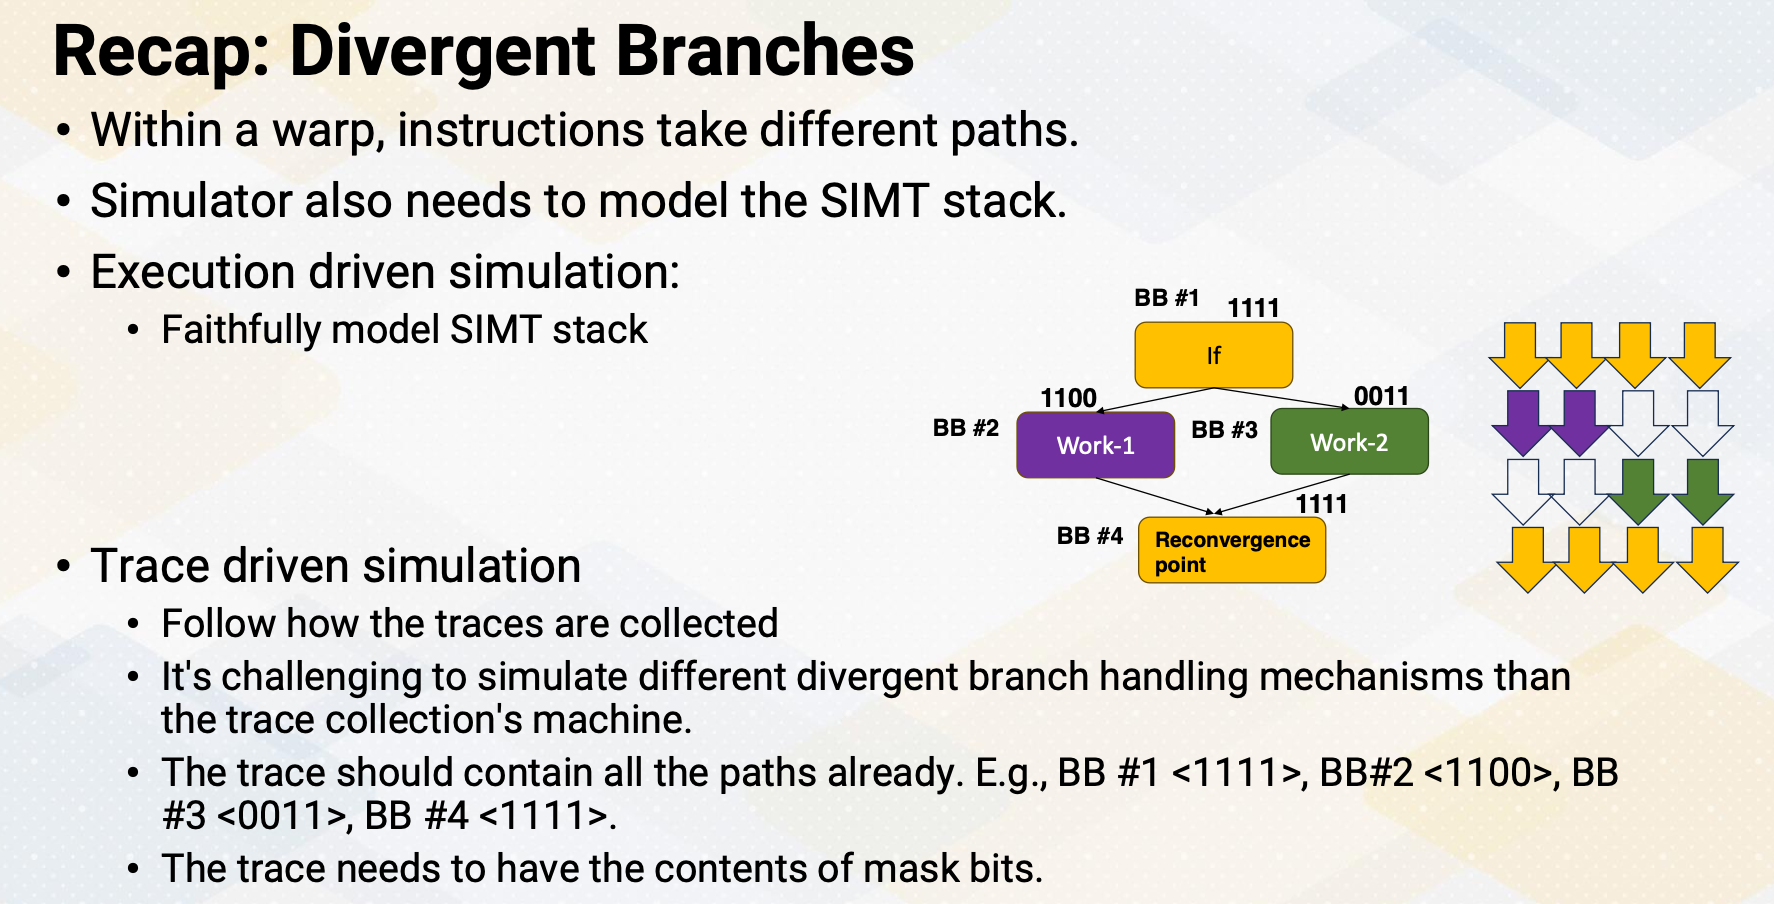 Recap: Divergent Branches
• Within a warp, instructions take different paths.
• Simulator also needs to model the SIMT stack.
• Execution driven simulation:
• Faithfully model SIMT stack
BB #1 1111
If
1100
0011
BB #2
Work-1
BB #3
Work-2
1111
BB #4
Reconvergence
point
• Trace driven simulation
• Follow how the traces are collected
• It's challenging to simulate different divergent branch handling mechanisms than
the trace collection's machine.
• The trace should contain all the paths already. E.g., BB #1 <1111>, BB#2 <1100>, BB
#3 <0011>, BB #4 <1111>.
• The trace needs to have the contents of mask bits.